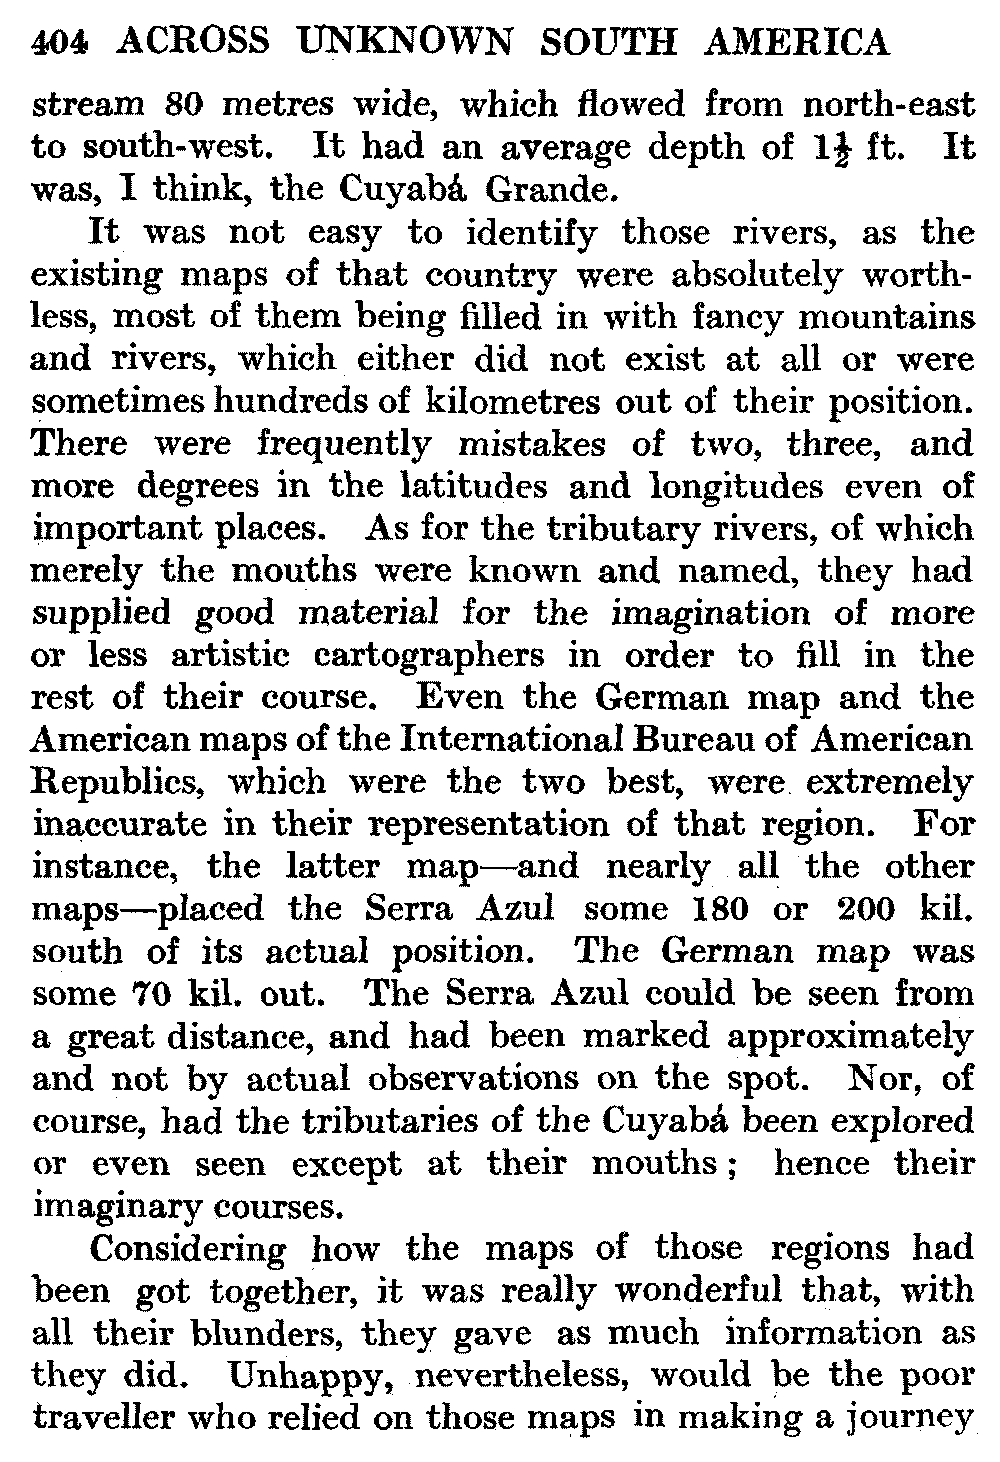 404 ACROSS UNKNOWN SOUTH AMERICA
stream 80 metres wide, which flowed from north-east
to south-west. It had an average depth of 1½ ft. It
was, I think, the Cuyabá Grande.
It was not easy to identify those rivers, as the
existing maps of that country were absolutely worth-
less, most of them being filled in with fancy mountains
and rivers, which either did not exist at all or were
sometimes hundreds of kilometres out of their position.
There were frequently mistakes of two, three, and
more degrees in the latitudes and longitudes even of
important places. As for the tributary rivers, of which
merely the mouths were known and named, they had
supplied good material for the imagination of more
or less artistic cartographers in order to fill in the
rest of their course. Even the German map and the
American maps of the International Bureau of American
Republics, which were the two best, were extremely
inaccurate in their representation of that region. For
instance, the latter map—and nearly all the other
maps—placed the Serra Azul some 180 or 200 kil.
south of its actual position. The German map was
some 70 kil. out. The Serra Azul could be seen from
a great distance, and had been marked approximately
and not by actual observations on the spot. Nor, of
course, had the tributaries of the Cuyabá been explored
or even seen except at their mouths ; hence their
imaginary courses.
Considering how the maps of those regions had
been got together, it was really wonderful that, with
all their blunders, they gave as much information as
they did. Unhappy, nevertheless, would be the poor
traveller who relied on those maps in making a journey